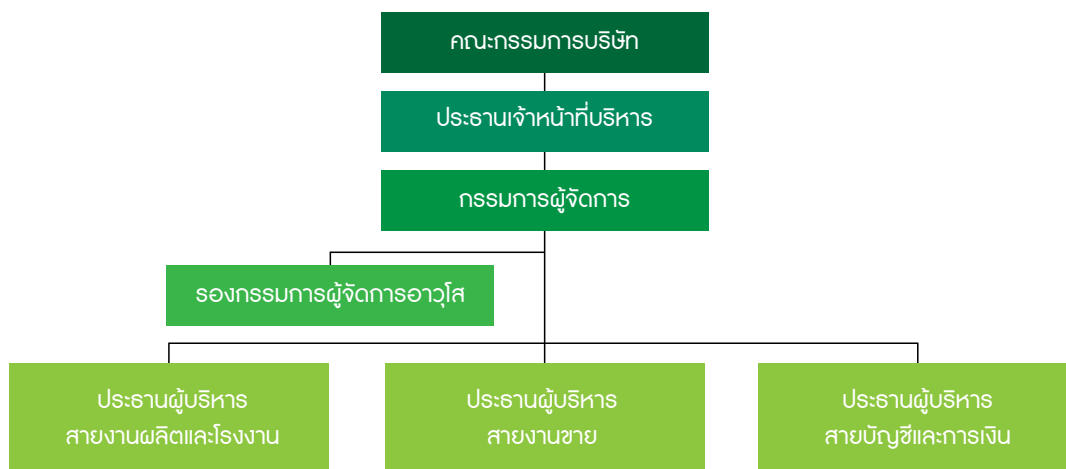 คณะกรรมการบริษัท
ประธานเจ้าหน้าที่บริหาร
กรรมการผู้จัดการ
รองกรรมการผู้จัดการอาวุโส
ประธานผู้บริหาร
สายงานผลิตและโรงงาน
ประธานผู้บริหาร
สายงานขาย
ประธานผู้บริหาร
สายบัญชีและการเงิน